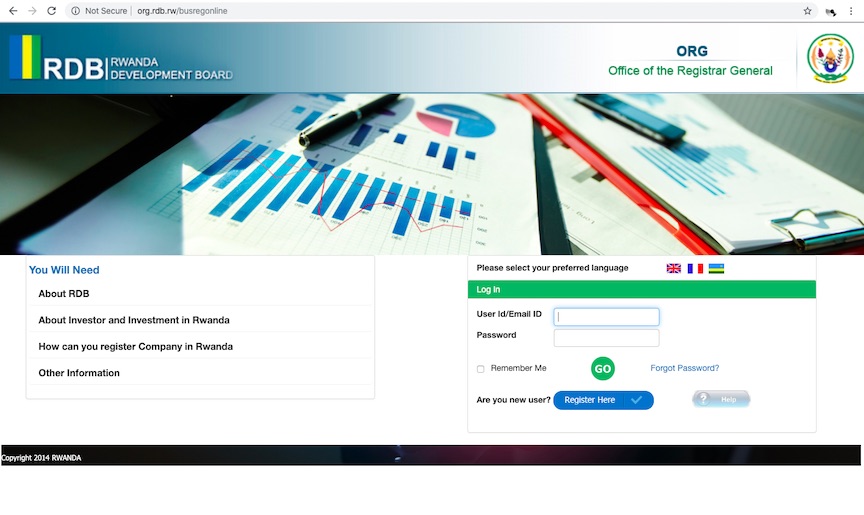 Not Secure | org.rdb.rw/busregonline
RDB
RWANDA
DEVELOPMENT BOARD
ORG
Office of the Registrar General
You Will Need
About RDB
About Investor and Investment in Rwanda
How can you register Company in Rwanda
Other Information
Please select your preferred language
Log In
User Id/Email ID
Password
Remember Me
GO
Forgot Password?
Are you new user?
Register Here
? Help
Copyright 2014 RWANDA